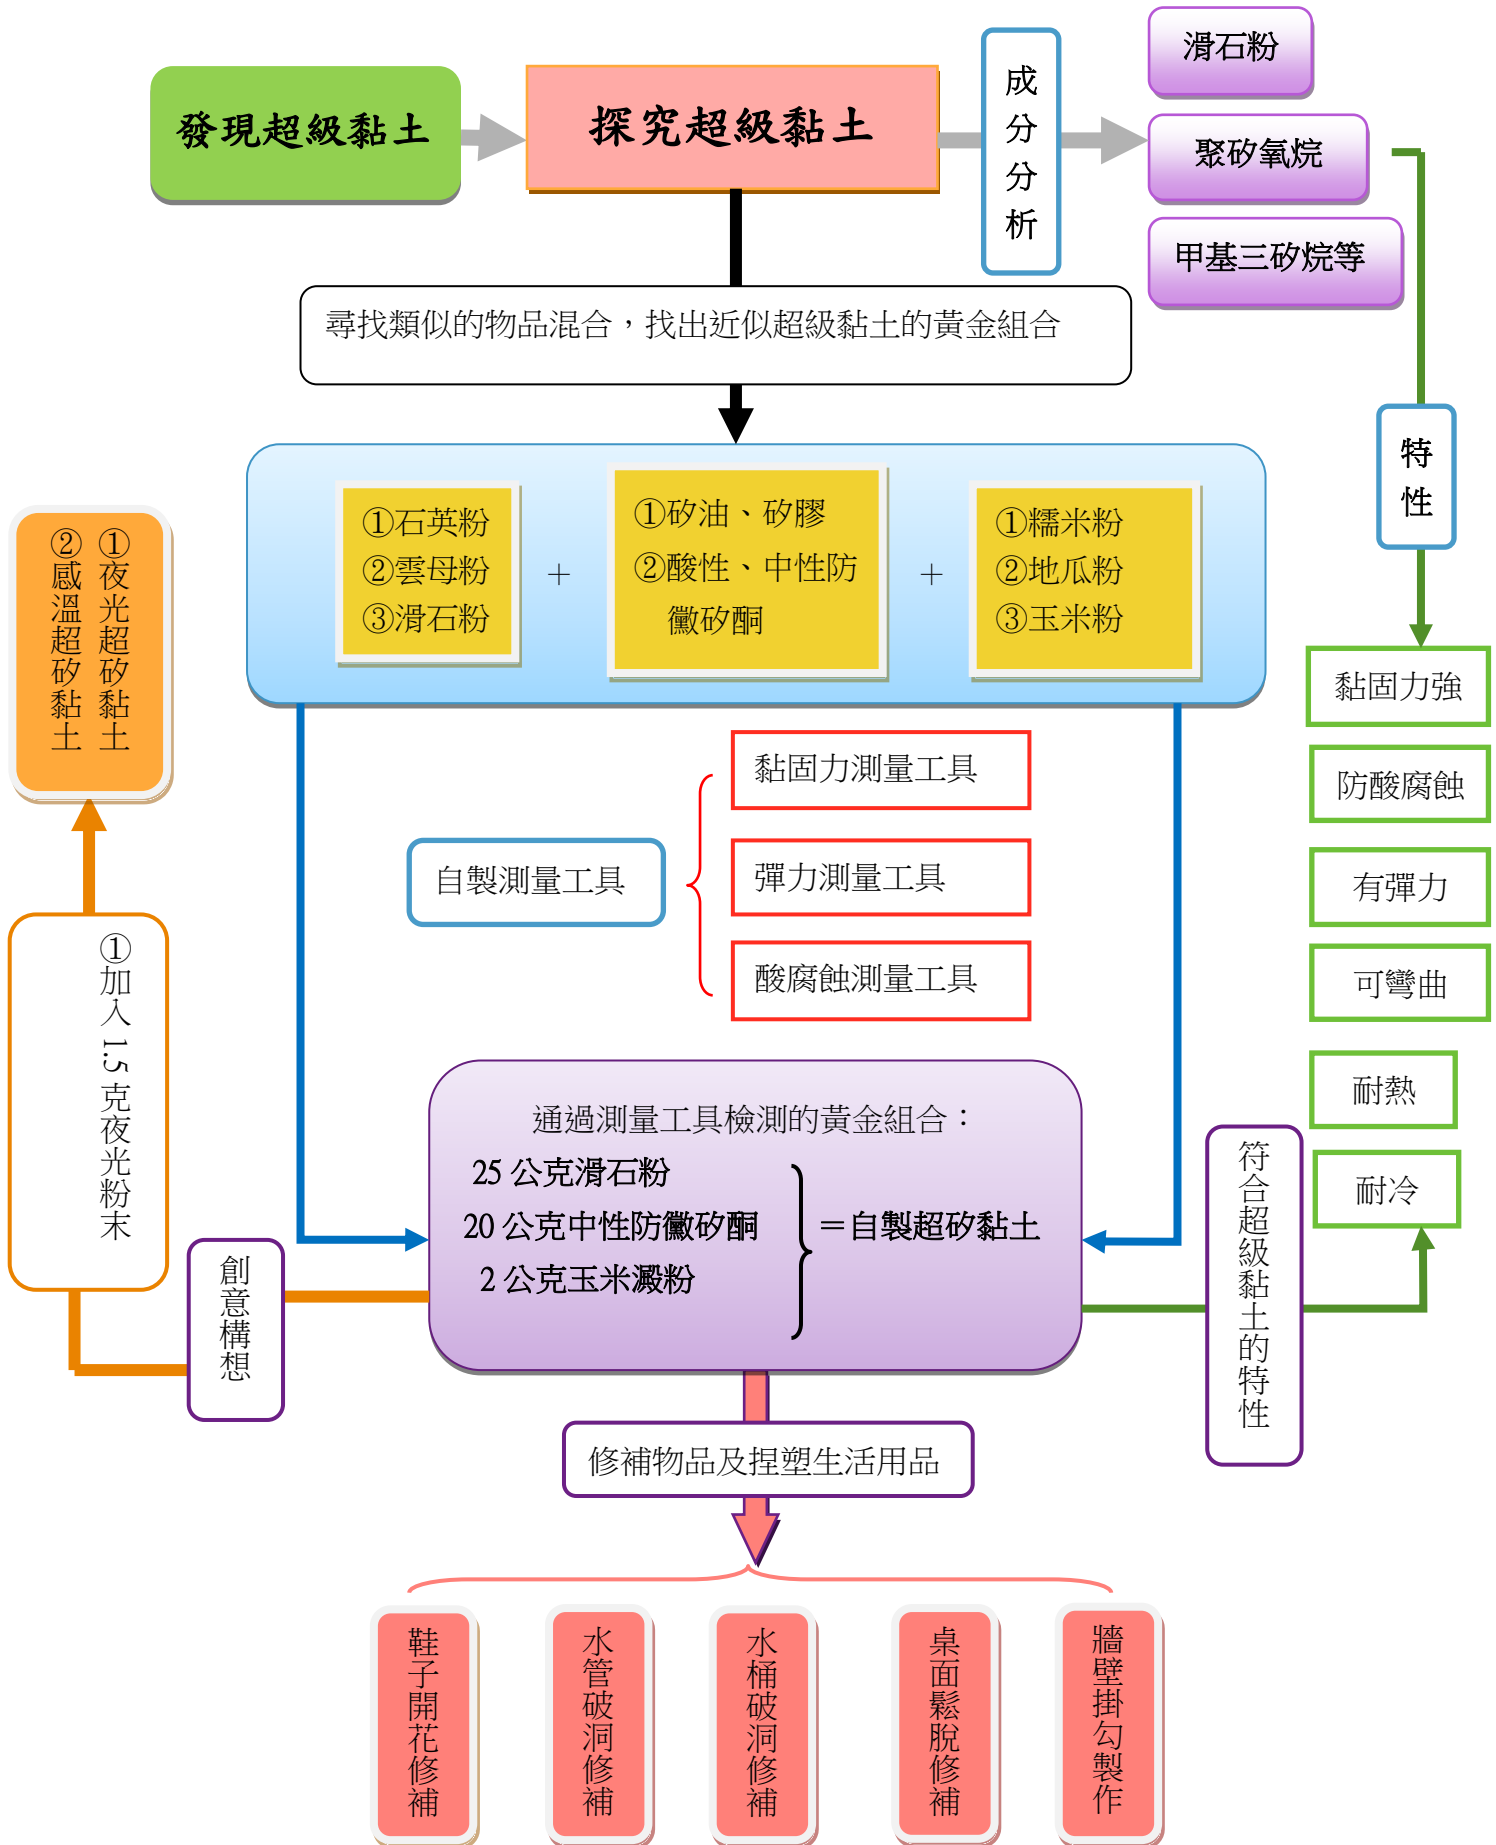 發現超級黏土
探究超級黏土
成分分析
滑石粉
聚矽氧烷
甲基三矽烷等
尋找類似的物品混合，找出近似超級黏土的黃金組合
特性
①石英粉
②雲母粉
③滑石粉
＋
①矽油、矽膠
②酸性、中性防
黴矽酮
＋
①糯米粉
②地瓜粉
③玉米粉
①夜光超矽黏土
②感溫超矽黏土
黏固力強
防酸腐蝕
有彈力
可彎曲
耐熱
耐冷
自製測量工具
黏固力測量工具
彈力測量工具
酸腐蝕測量工具
①加入 1.5 克夜光粉末
通過測量工具檢測的黃金組合：
25 公克滑石粉
20 公克中性防黴矽酮
2 公克玉米澱粉
＝自製超矽黏土
創意構想
符合超級黏土的特性
修補物品及捏塑生活用品
鞋子開花修補
水管破洞修補
水桶破洞修補
桌面鬆脫修補
牆壁掛勾製作